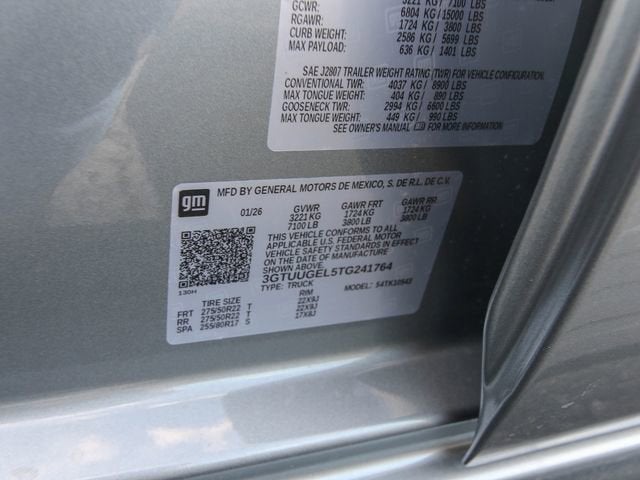 GCWR: 6804 KG/ 15000 LBS
RGAWR: 1724 KG/ 3800 LBS
CURB WEIGHT: 2586 KG/ 5699 LBS
MAX PAYLOAD: 636 KG/ 1401 LBS
SAE J2807 TRAILER WEIGHT RATING (TWR) FOR VEHICLE CONFIGURATION.
CONVENTIONAL TWR: 4037 KG/ 8900 LBS
MAX TONGUE WEIGHT: 404 KG/ 890 LBS
GOOSENECK TWR: 2994 KG/ 6600 LBS
MAX TONGUE WEIGHT: 449 KG/ 990 LBS
SEE OWNER'S MANUAL FOR MORE INFORMATION
gm
MFD BY GENERAL MOTORS DE MEXICO, S. DE R.L. DE C.V.
01/26 GVWR GAWR FRT GAWR RR
3221 KG 1724 KG 1724 KG
7100 LB 3800 LB 3800 LB
THIS VEHICLE CONFORMS TO ALL
APPLICABLE U.S. FEDERAL MOTOR
VEHICLE SAFETY STANDARDS IN EFFECT
ON THE DATE OF MANUFACTURE SHOWN ABOVE.
3GTUUGEL5TG241764
TYPE: TRUCK MODEL: S4TK10543
130H
TIRE SIZE RIM
FRT 275/50R22 T 22X9J
RR 275/50R22 T 22X9J
SPA 255/80R17 S 17X8J